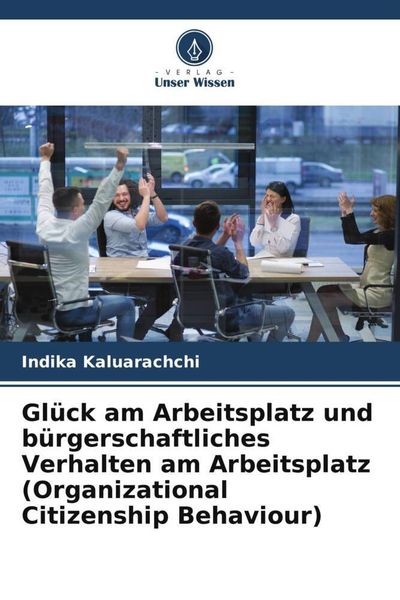 - VERLAG -
Unser Wissen
Indika Kaluarachchi
Glück am Arbeitsplatz und
bürgerschaftliches
Verhalten am Arbeitsplatz
(Organizational
Citizenship Behaviour)